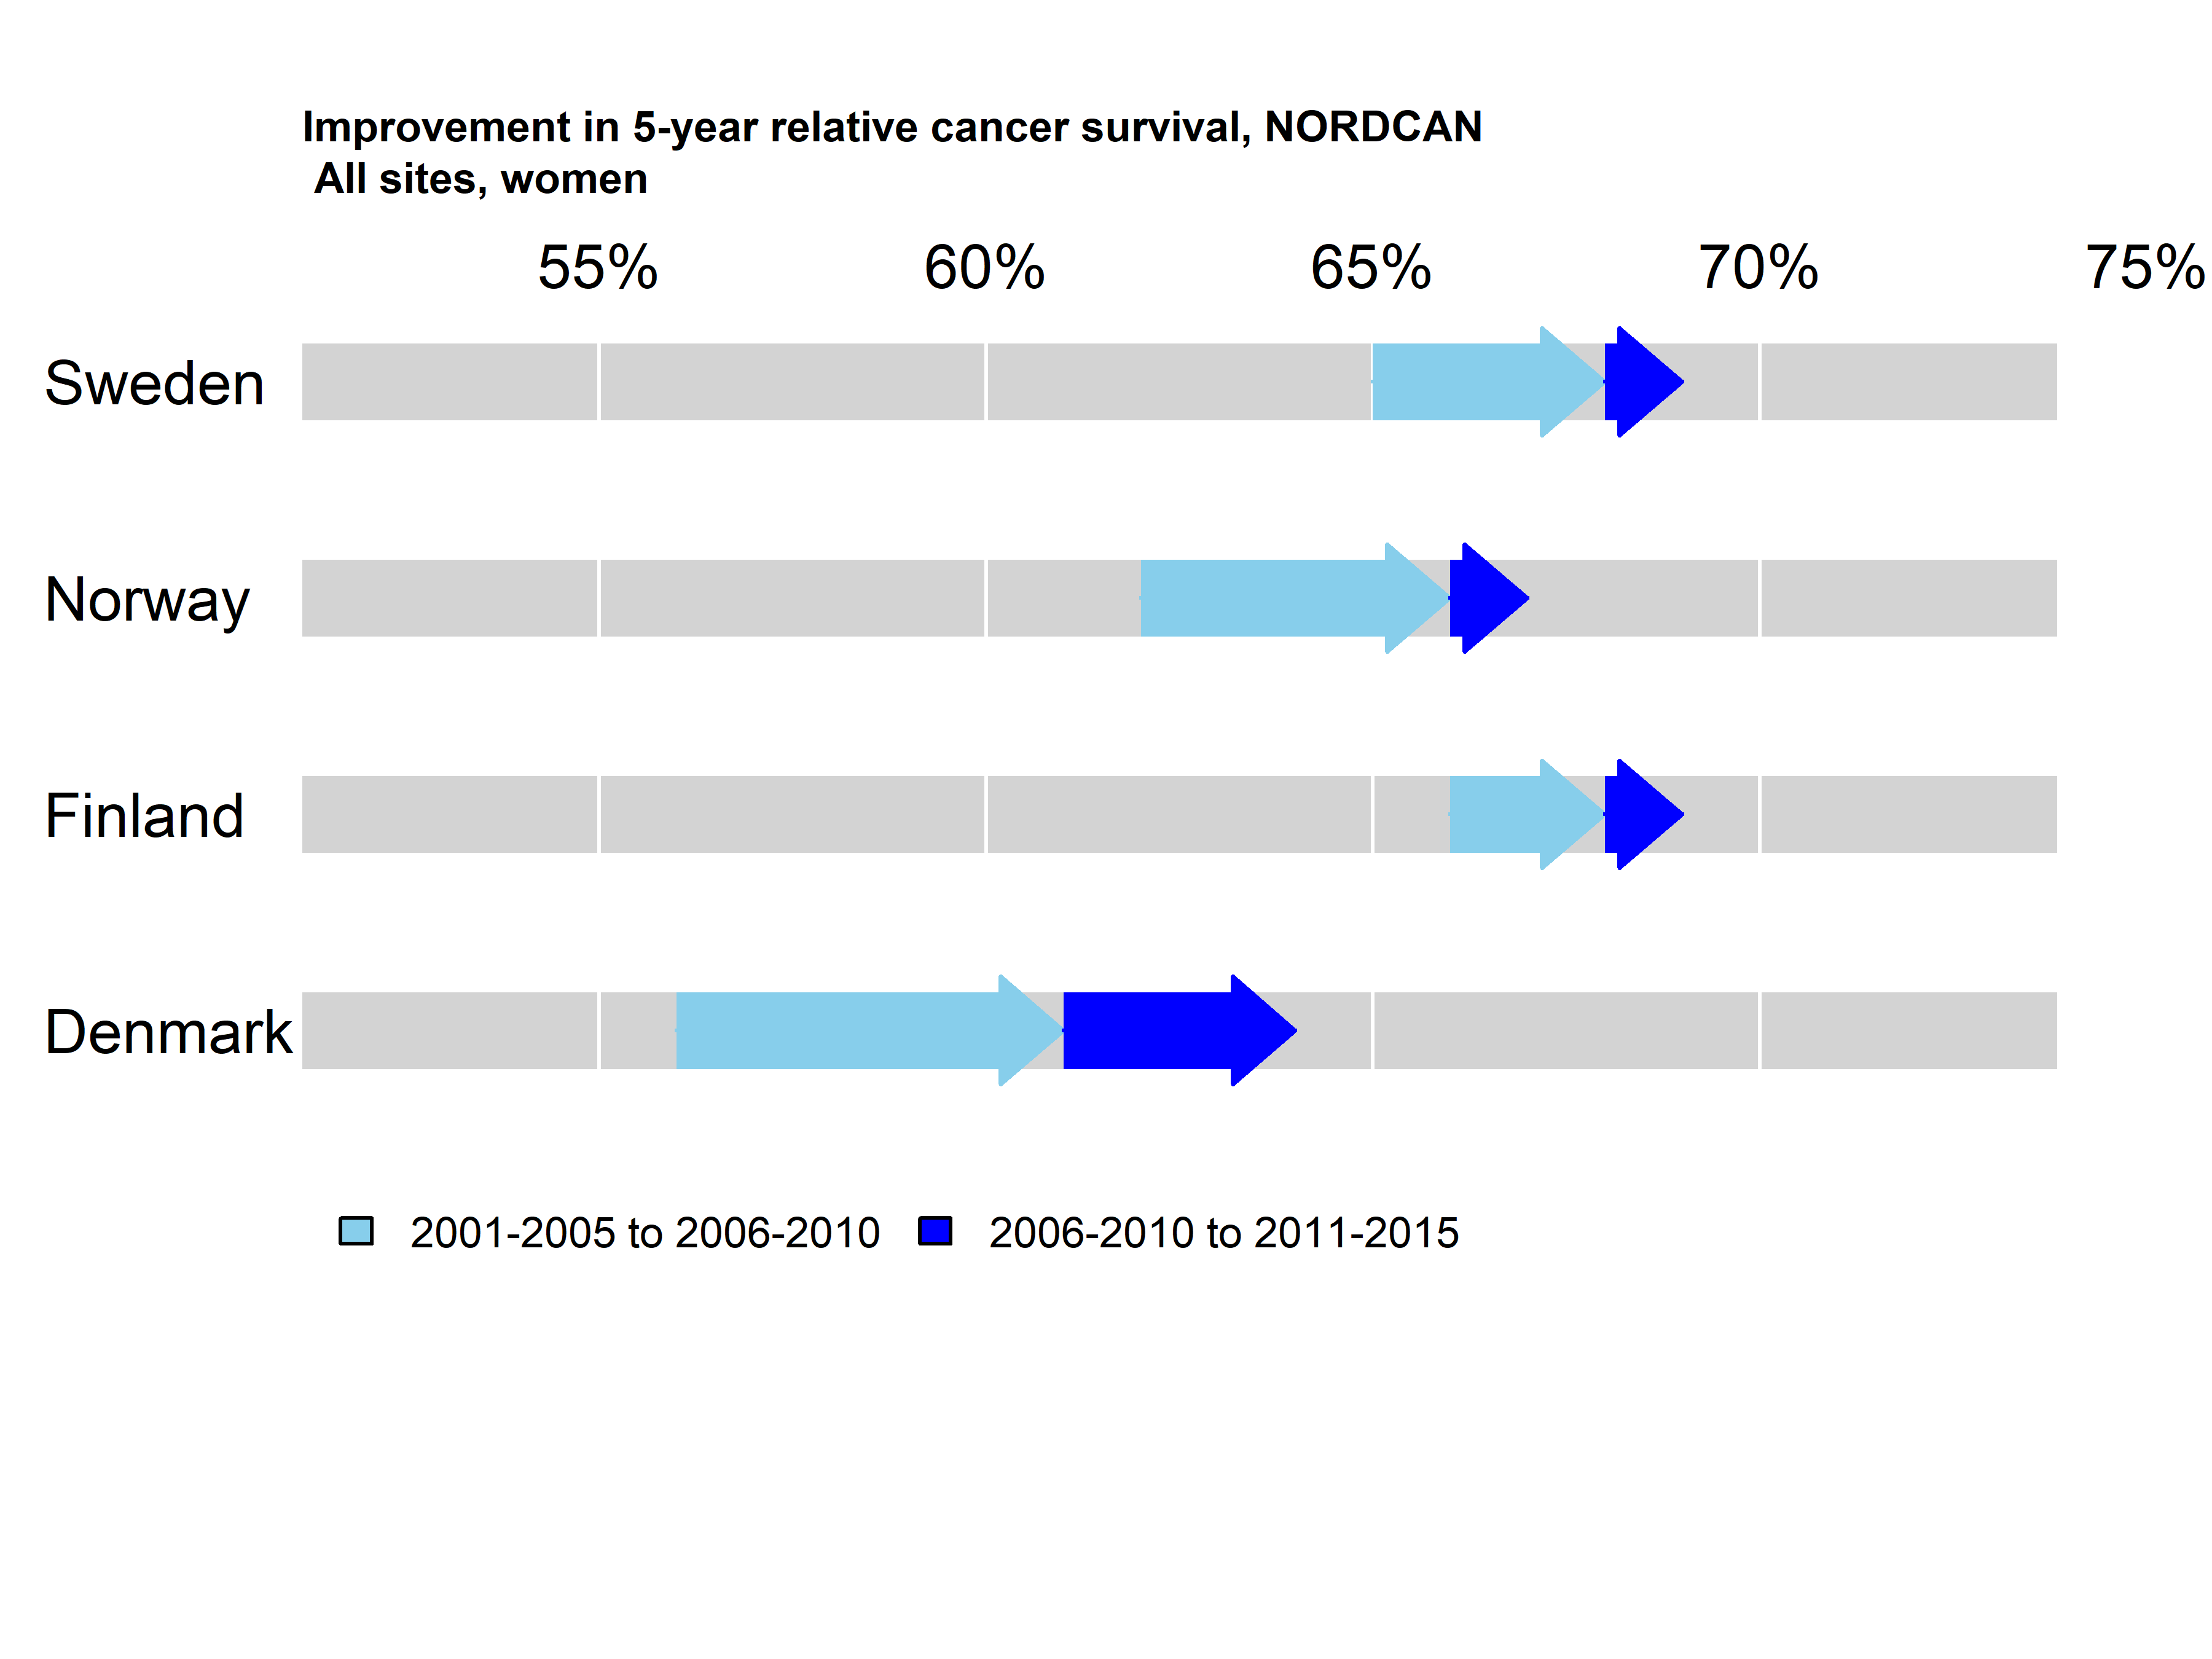 Improvement in 5-year relative cancer survival, NORDCAN
All sites, women
55% 60% 65% 70% 75%
Sweden
Norway
Finland
Denmark
2001-2005 to 2006-2010 2006-2010 to 2011-2015